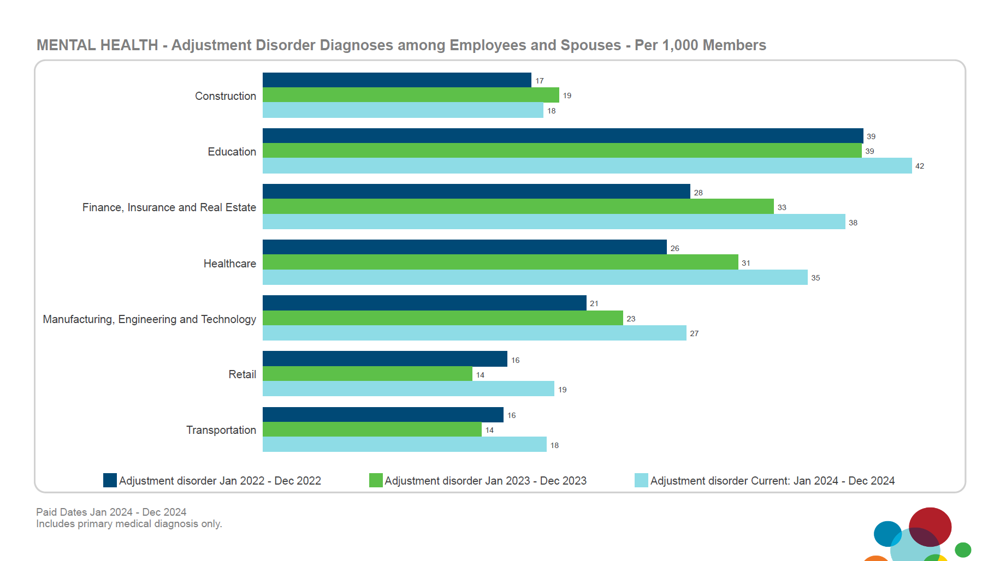 MENTAL HEALTH - Adjustment Disorder Diagnoses among Employees and Spouses - Per 1,000 Members
Construction
17
19
18
Education
39
39
42
Finance, Insurance and Real Estate
28
33
38
Healthcare
26
31
35
Manufacturing, Engineering and Technology
21
23
27
Retail
16
14
19
Transportation
16
14
18
Adjustment disorder Jan 2022 - Dec 2022
Adjustment disorder Jan 2023 - Dec 2023
Adjustment disorder Current: Jan 2024 - Dec 2024
Paid Dates Jan 2024 - Dec 2024
Includes primary medical diagnosis only.